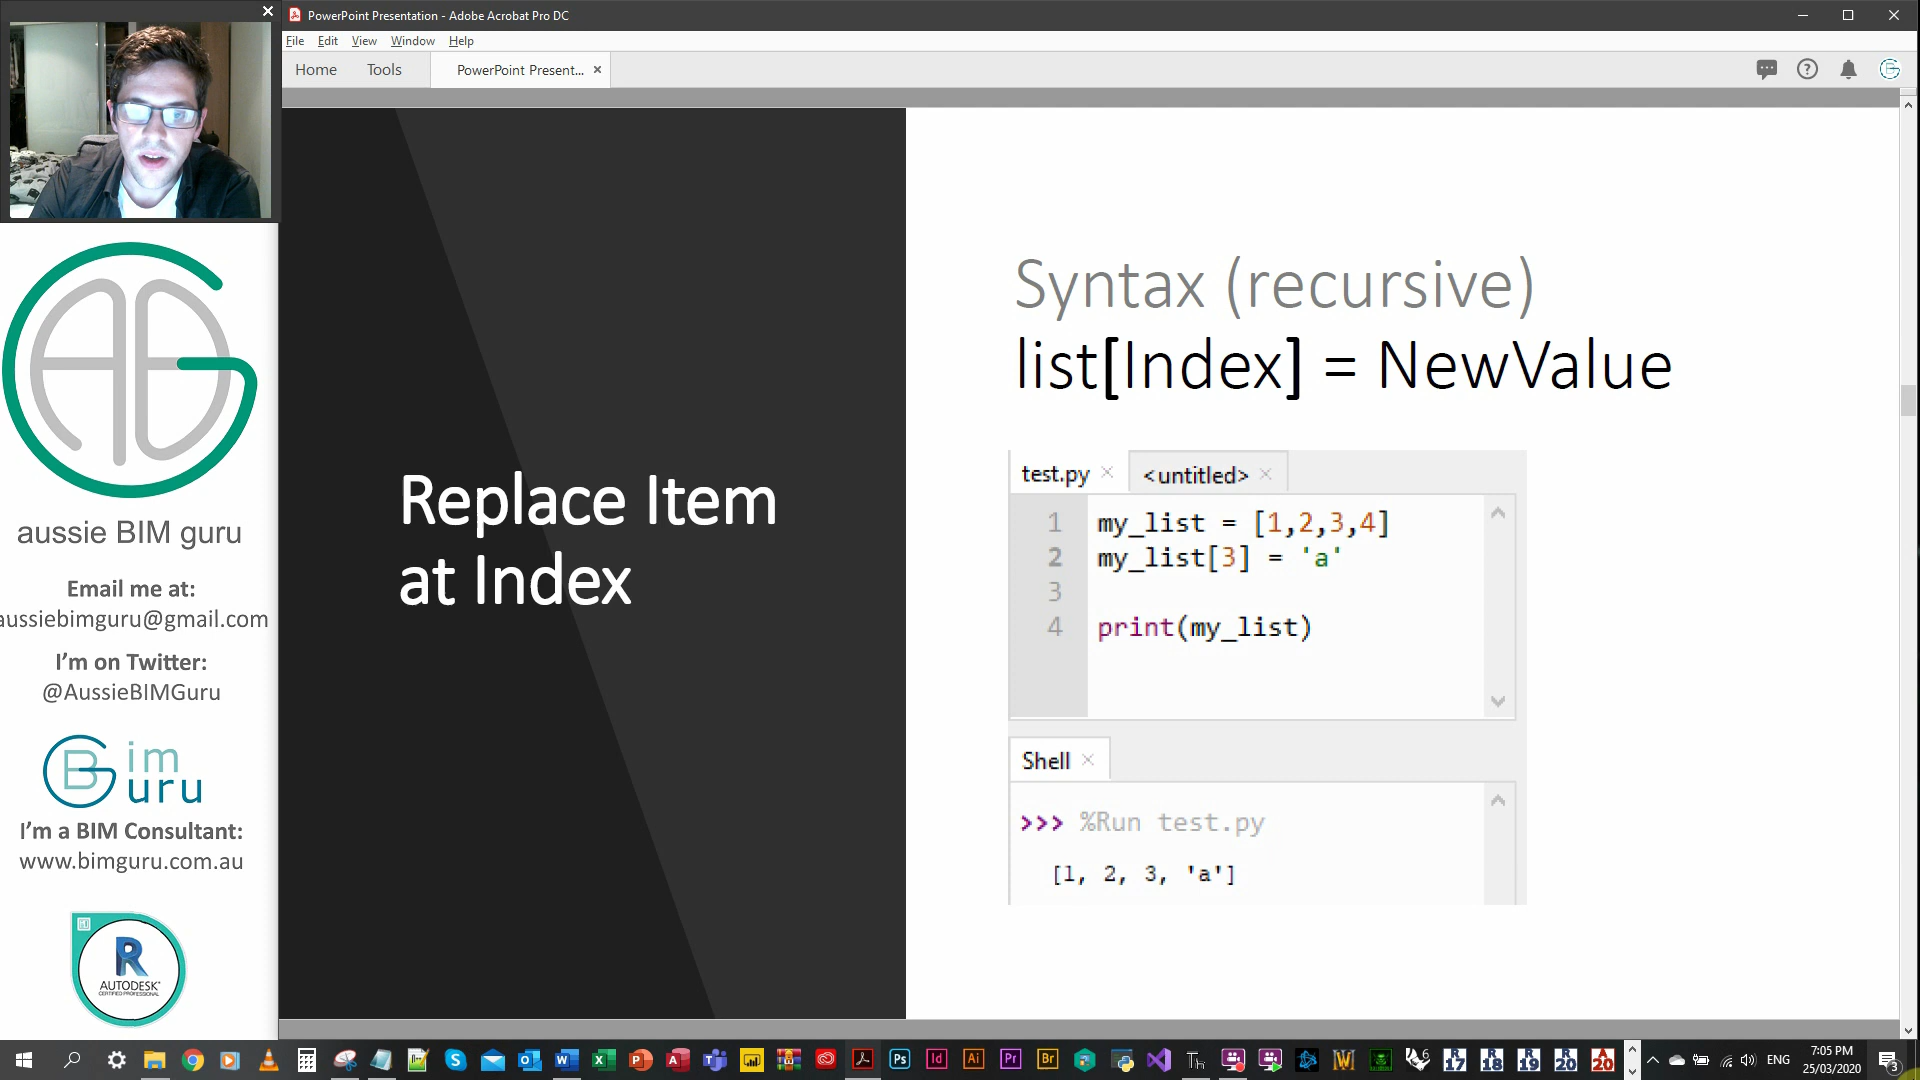 PowerPoint Presentation - Adobe Acrobat Pro DC
File Edit View Window Help
Home Tools PowerPoint Present...
aussie BIM guru
Email me at:
aussiebimguru@gmail.com
I'm on Twitter:
@AussieBIMGuru
im
uru
I'm a BIM Consultant:
www.bimguru.com.au
R
AUTODESK
CERTIFIED PROFESSIONAL
Replace Item
at Index
Syntax (recursive)
list[Index] = NewValue
test.py <untitled>
1 my_list = [1,2,3,4]
2 my_list[3] = 'a'
3
4 print(my_list)
Shell
>>> %Run test.py
[1, 2, 3, 'a']
ENG
7:05 PM
25/03/2020
3